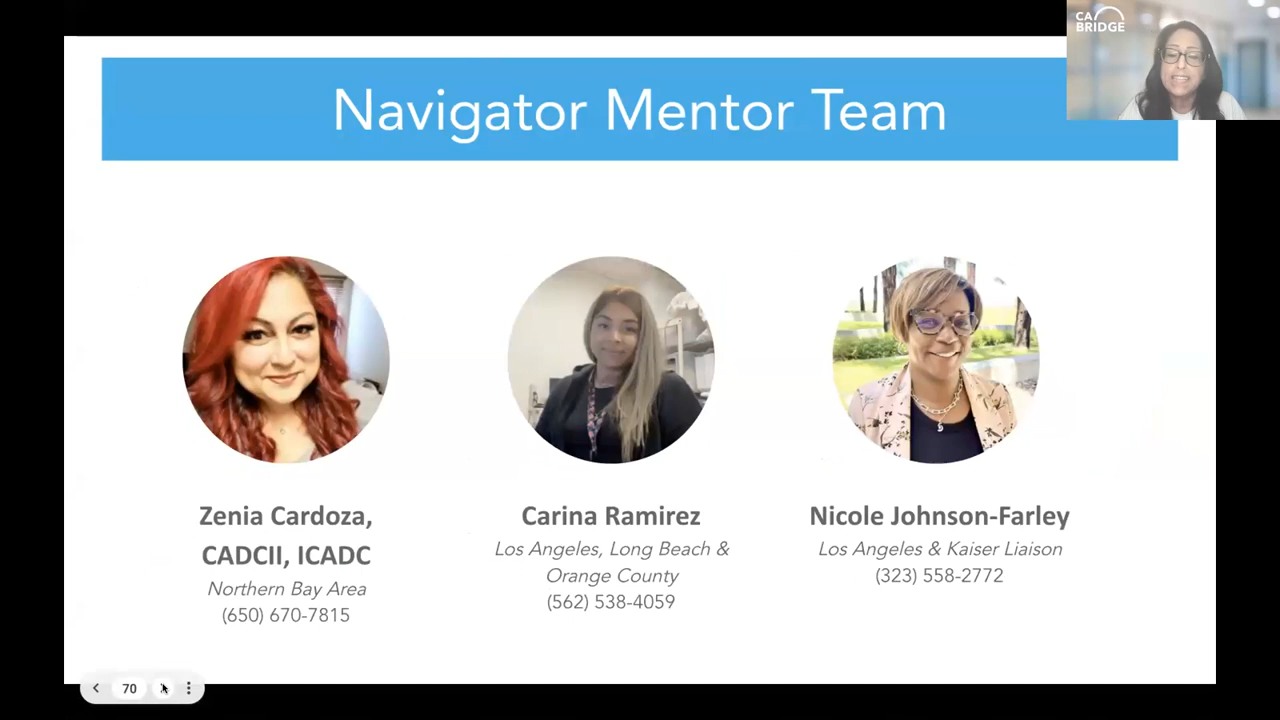 CA
BRIDGE
Navigator Mentor Team
Zenia Cardoza,
CADCII, ICADC
Northern Bay Area
(650) 670-7815
Carina Ramirez
Los Angeles, Long Beach &
Orange County
(562) 538-4059
Nicole Johnson-Farley
Los Angeles & Kaiser Liaison
(323) 558-2772
70